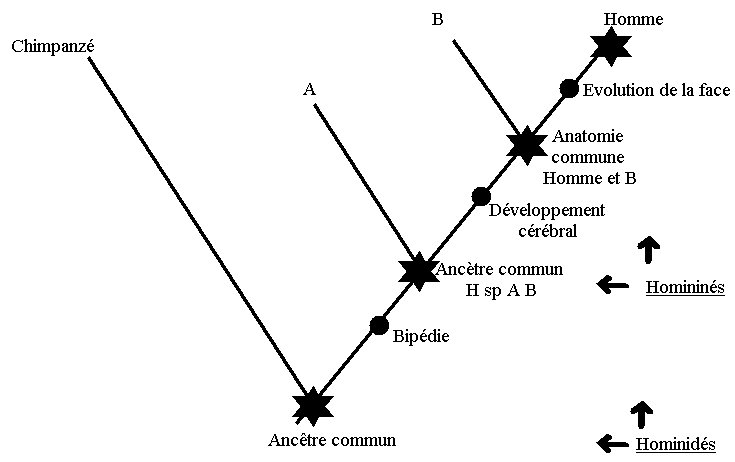 Homme
B
Chimpanzé
A
Evolution de la face
Anatomie
commune
Homme et B
Développement
cérébral
Ancètre commun
H sp A B
Homininés
Bipédie
Ancêtre commun
Hominidés